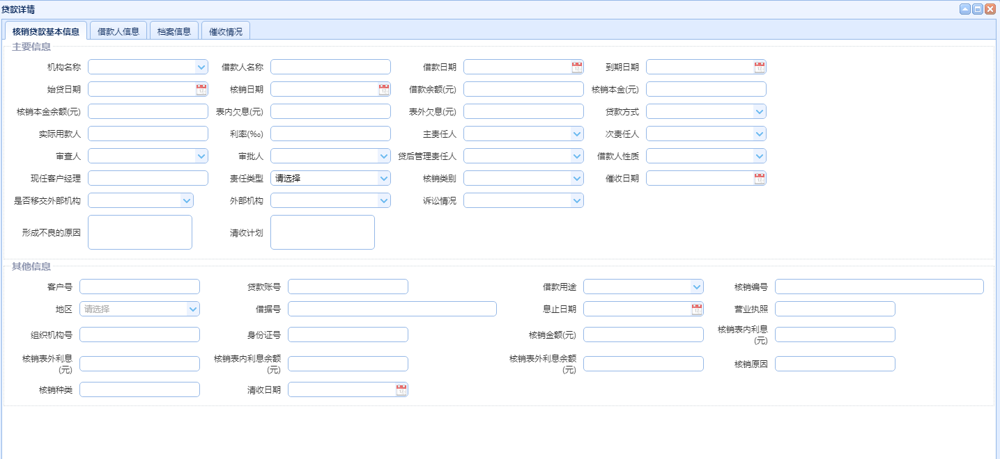 贷款详情
核销贷款基本信息 借款人信息 档案信息 催收情况
主要信息
机构名称 借款人名称 借款日期 到期日期
始贷日期 核销日期 借款余额(元) 核销本金(元)
核销本金余额(元) 表内欠息(元) 表外欠息(元) 贷款方式
实际用款人 利率(‰) 主责任人 次责任人
审查人 审批人 贷后管理责任人 借款人性质
现任客户经理 责任类型 请选择 核销类别 催收日期
是否移交外部机构 外部机构 诉讼情况
形成不良的原因 清收计划
其他信息
客户号 贷款账号 借款用途 核销编号
地区 请选择 借据号 息止日期 营业执照
组织机构号 身份证号 核销金额(元) 核销表内利息(元)
核销表外利息(元) 核销表内利息余额(元) 核销表外利息余额(元) 核销原因
核销种类 清收日期